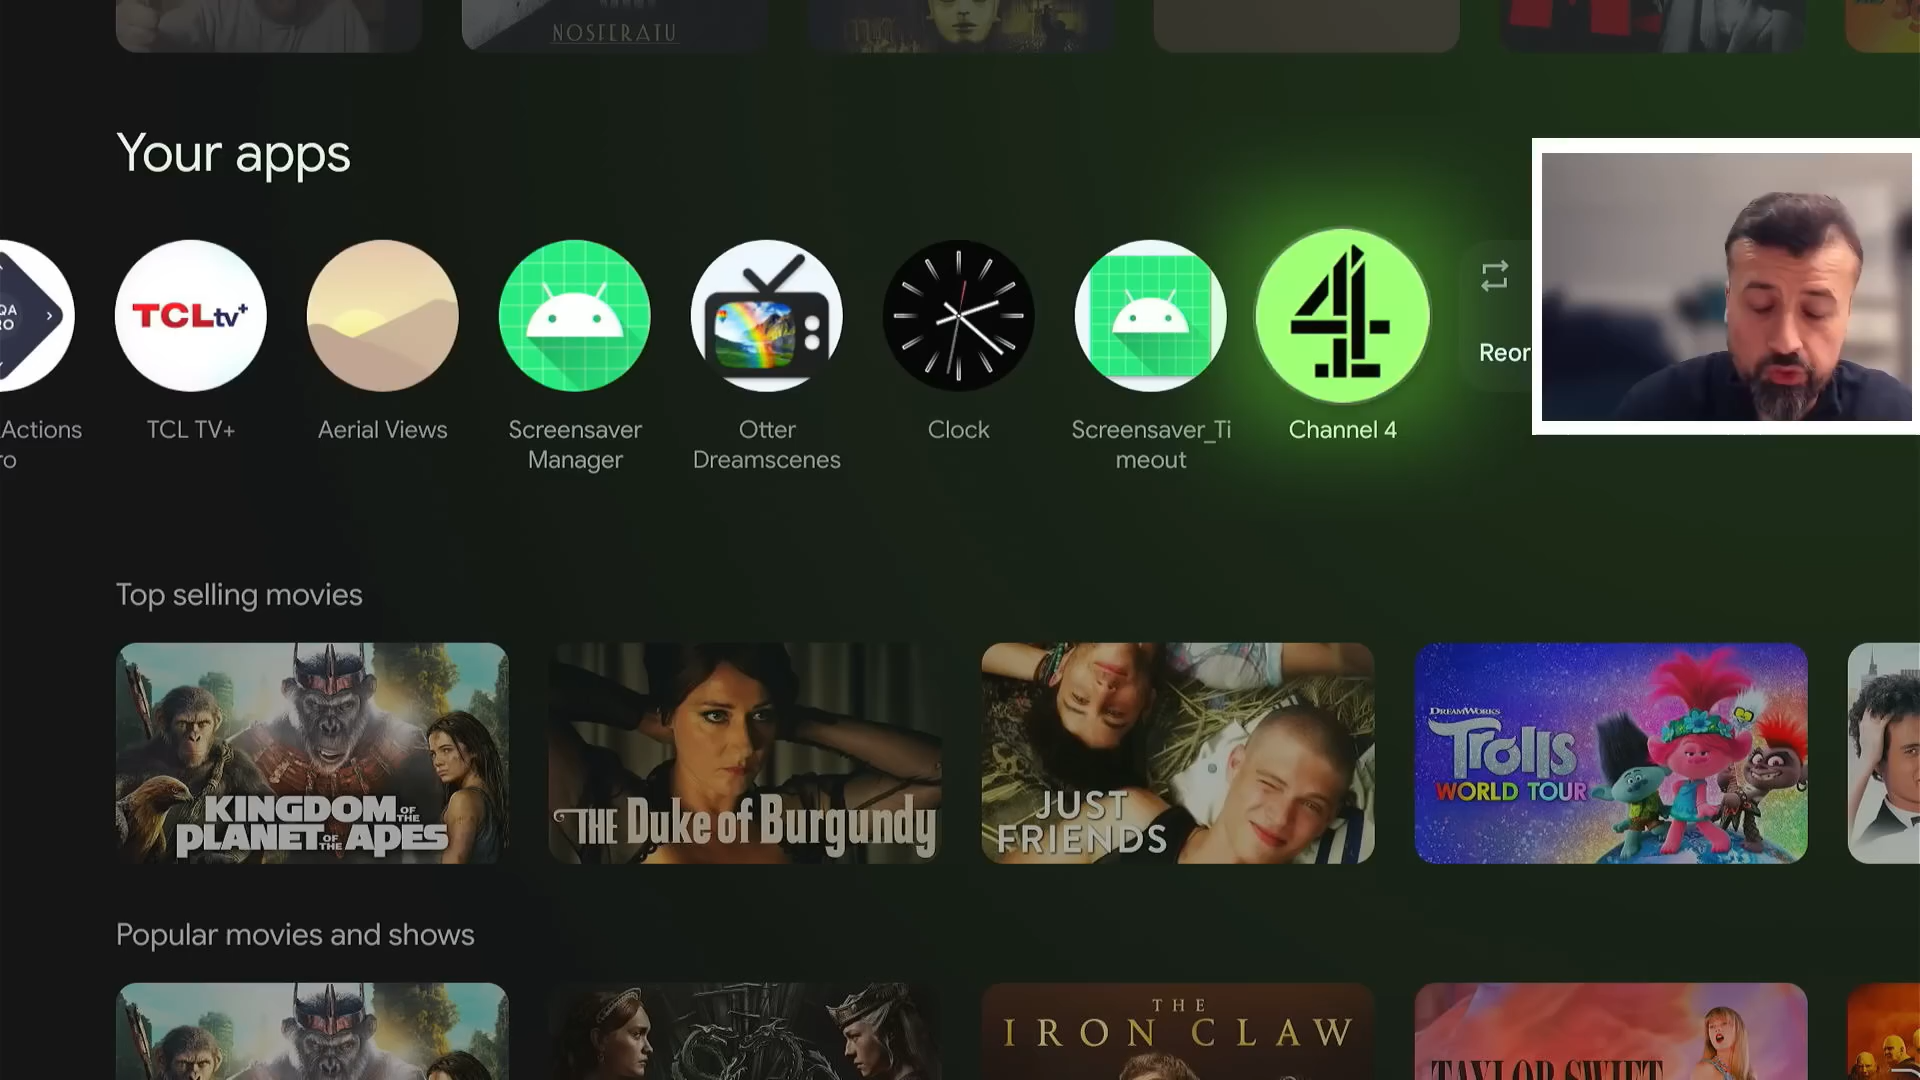 NOSFERATU
Your apps
TCLtv+
Actions
TCL TV+
Aerial Views
Screensaver
Manager
Otter
Dreamscenes
Clock
Screensaver_Ti
meout
Channel 4
Reor
Top selling movies
KINGDOM OF THE
PLANET OF THE APES
THE Duke of Burgundy
JUST
FRIENDS
DREAMWORKS
Trolls
WORLD TOUR
Popular movies and shows
THE
IRON CLAW
TAYLOR SWIFT